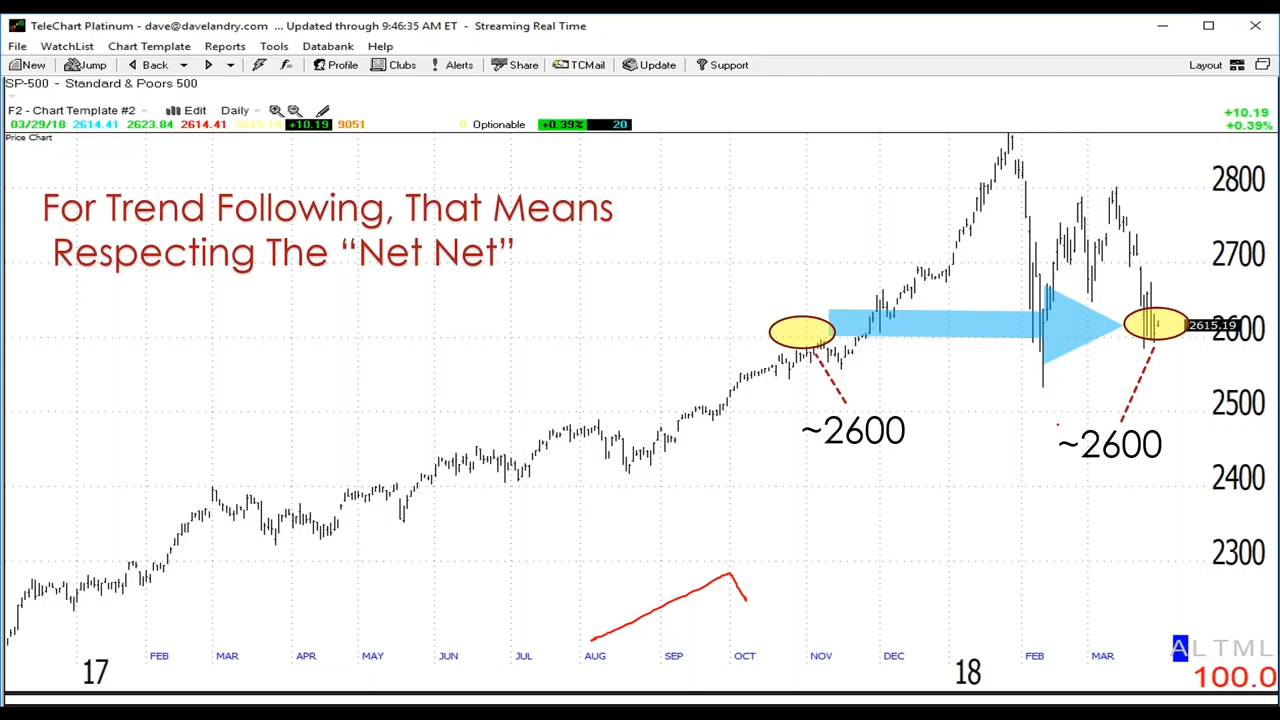 TeleChart Platinum - dave@davelandry.com ... Updated through 9:46:35 AM ET - Streaming Real Time
File WatchList Chart Template Reports Tools Databank Help
New Jump Back Profile Clubs Alerts Share TCMail Update Support Layout
SP-500 - Standard & Poors 500
F2 - Chart Template #2 Edit Daily
+10.19
03/29/18 2614.41 2623.84 2614.41 +10.19 9051 0 Optionable +0.39% 20
+0.39%
Price Chart
2800
For Trend Following, That Means
Respecting The “Net Net”
2700
2615.19
2600
2500
~2600
~2600
2400
2300
FEB MAR APR MAY JUN JUL AUG SEP OCT NOV DEC FEB MAR
ALTML
17 18
100.0